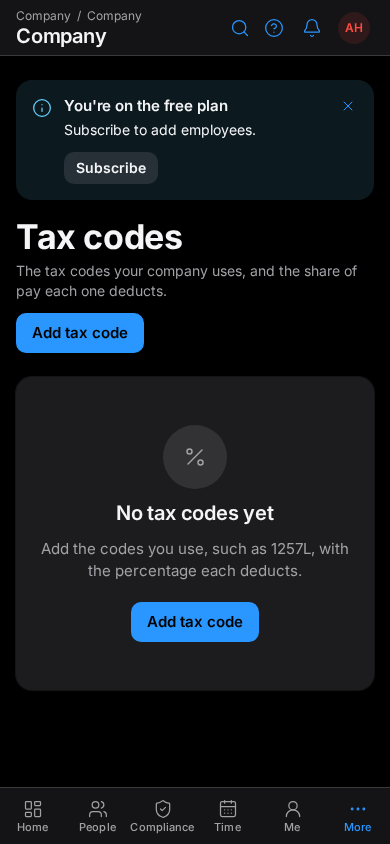 Company / Company
Company
AH
You're on the free plan
Subscribe to add employees.
Subscribe
Tax codes
The tax codes your company uses, and the share of
pay each one deducts.
Add tax code
No tax codes yet
Add the codes you use, such as 1257L, with
the percentage each deducts.
Add tax code
Home People Compliance Time Me More